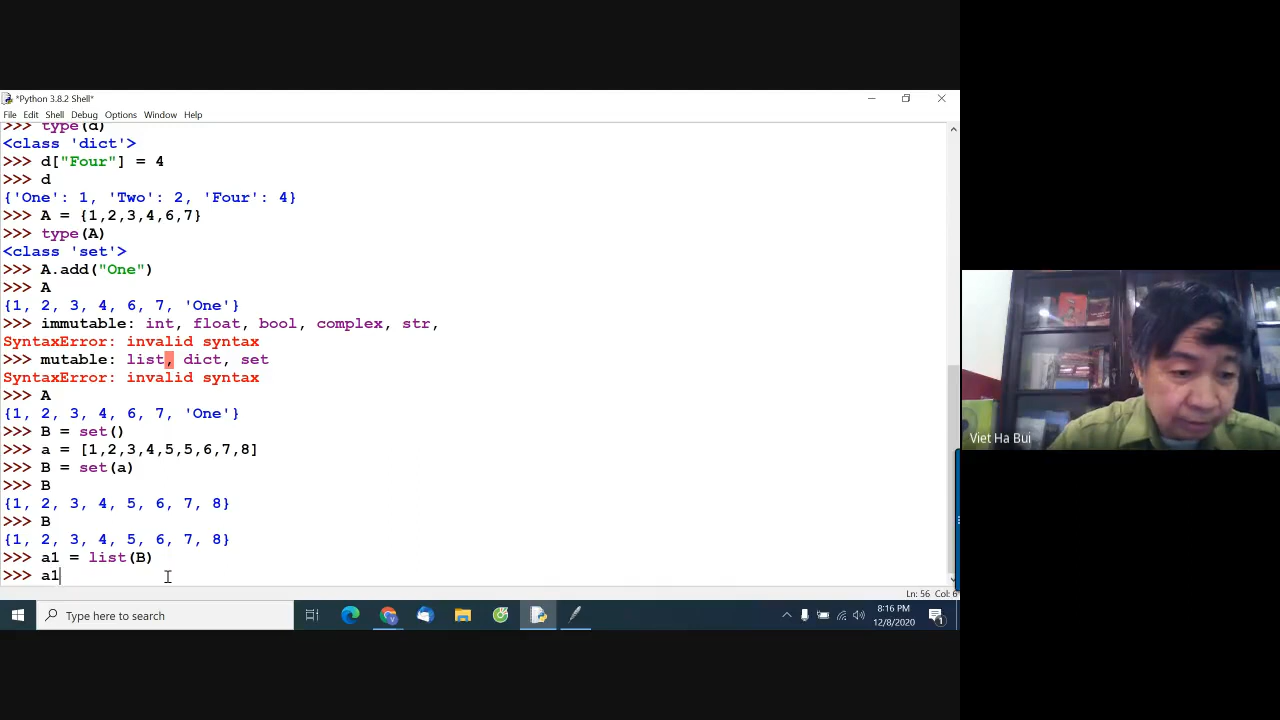 *Python 3.8.2 Shell*
File Edit Shell Debug Options Window Help
>>> type(d)
<class 'dict'>
>>> d["Four"] = 4
>>> d
{'One': 1, 'Two': 2, 'Four': 4}
>>> A = {1,2,3,4,6,7}
>>> type(A)
<class 'set'>
>>> A.add("One")
>>> A
{1, 2, 3, 4, 6, 7, 'One'}
>>> immutable: int, float, bool, complex, str,
SyntaxError: invalid syntax
>>> mutable: list, dict, set
SyntaxError: invalid syntax
>>> A
{1, 2, 3, 4, 6, 7, 'One'}
>>> B = set()
>>> a = [1,2,3,4,5,5,6,7,8]
>>> B = set(a)
>>> B
{1, 2, 3, 4, 5, 6, 7, 8}
>>> B
{1, 2, 3, 4, 5, 6, 7, 8}
>>> a1 = list(B)
>>> a1
Ln: 56 Col: 6
Type here to search
8:16 PM
12/8/2020
1
Viet Ha Bui